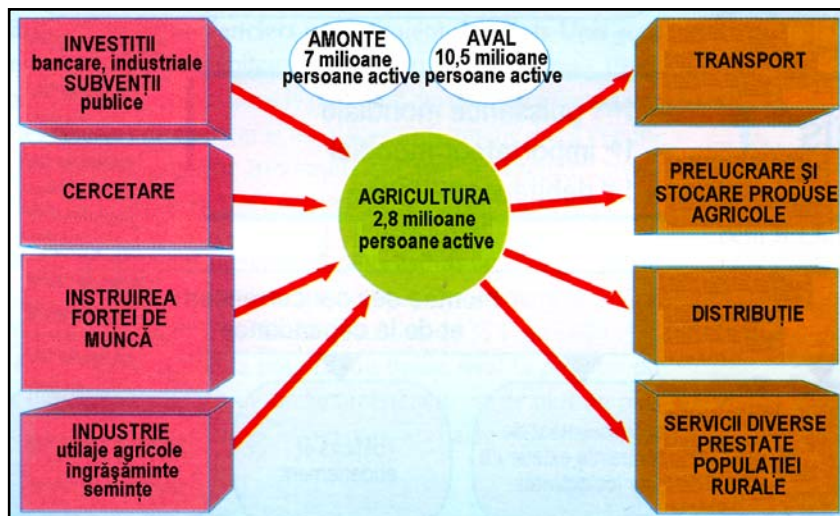 INVESTIȚII
bancare, industriale
SUBVENȚII
publice
CERCETARE
INSTRUIREA
FORȚEI DE
MUNCĂ
INDUSTRIE
utilaje agricole
îngrășăminte
semințe
AMONTE
7 milioane
persoane active
AVAL
10,5 milioane
persoane active
AGRICULTURA
2,8 milioane
persoane active
TRANSPORT
PRELUCRARE ŞI
STOCARE PRODUSE
AGRICOLE
DISTRIBUȚIE
SERVICII DIVERSE
PRESTATE
POPULAȚIEI
RURALE